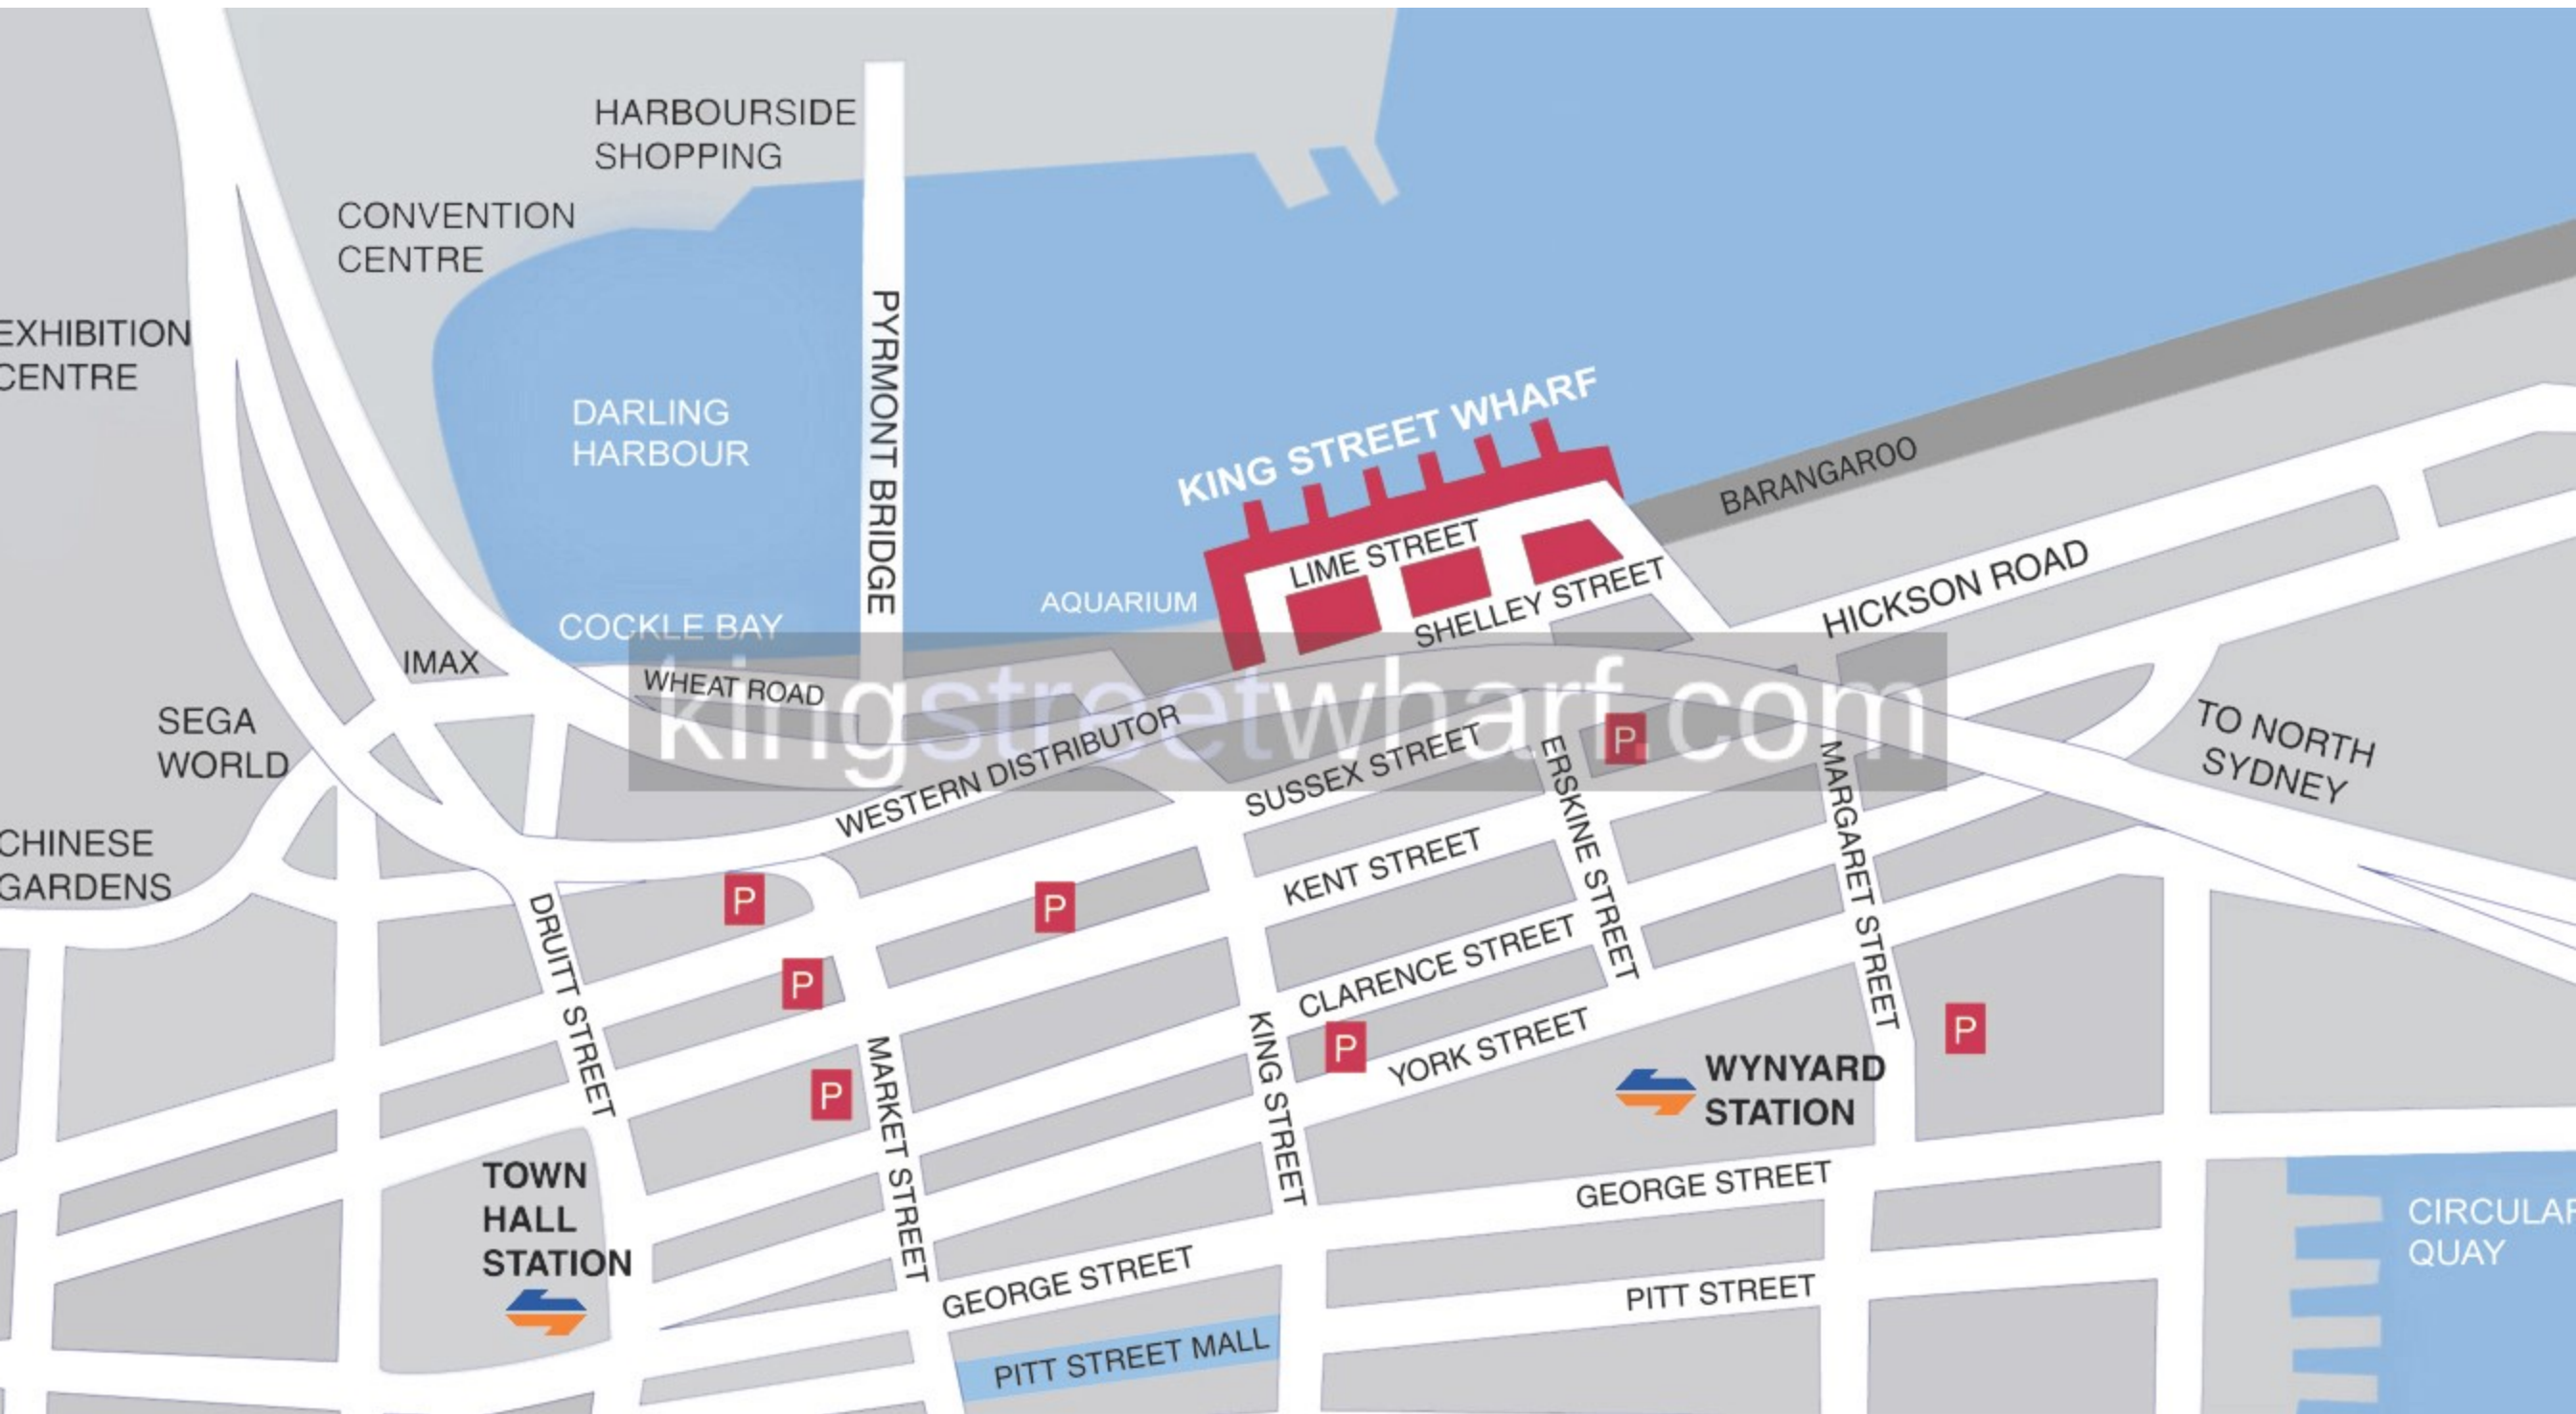 HARBOURSIDE
SHOPPING
CONVENTION
CENTRE
EXHIBITION
CENTRE
PYRMONT BRIDGE
DARLING
HARBOUR
KING STREET WHARF
BARANGAROO
LIME STREET
SHELLEY STREET
HICKSON ROAD
AQUARIUM
COCKLE BAY
IMAX
WHEAT ROAD
kingstreetwharf.com
SEGA
WORLD
WESTERN DISTRIBUTOR
SUSSEX STREET
P
ERSKINE STREET
MARGARET STREET
TO NORTH
SYDNEY
CHINESE
GARDENS
KENT STREET
P
P
DRUITT STREET
P
CLARENCE STREET
P
YORK STREET
P
P
MARKET STREET
KING STREET
WYNYARD
STATION
TOWN
HALL
STATION
GEORGE STREET
GEORGE STREET
PITT STREET
PITT STREET MALL
CIRCULAR
QUAY